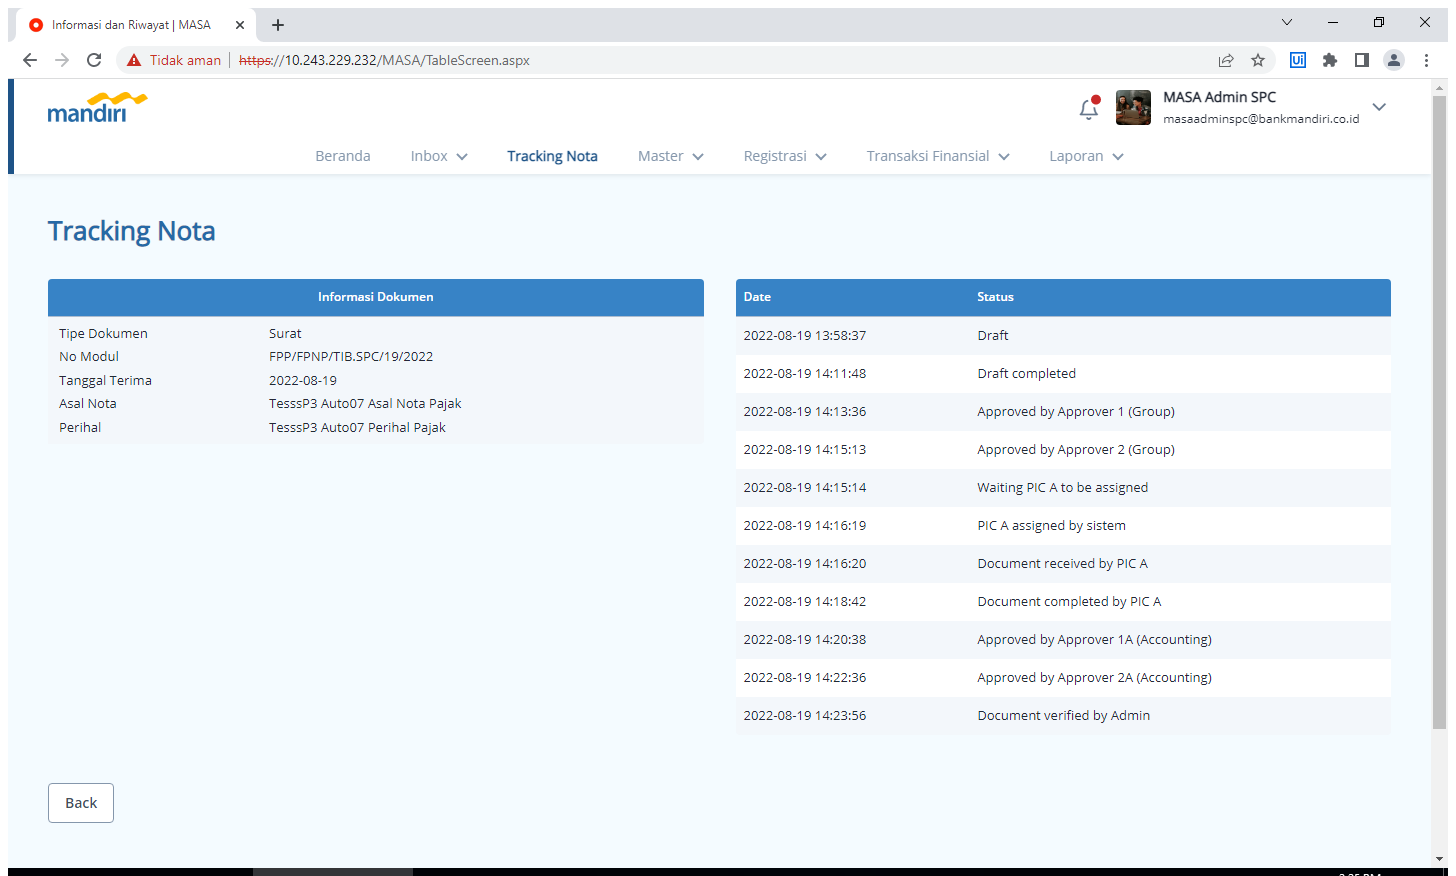 Informasi dan Riwayat | MASA
Tidak aman
https://10.243.229.232/MASA/TableScreen.aspx
mandiri
MASA Admin SPC
masaadminspc@bankmandiri.co.id
Beranda Inbox Tracking Nota Master Registrasi Transaksi Finansial Laporan
Tracking Nota
Informasi Dokumen
Tipe Dokumen Surat
No Modul FPP/FPNP/TIB.SPC/19/2022
Tanggal Terima 2022-08-19
Asal Nota TesssP3 Auto07 Asal Nota Pajak
Perihal TesssP3 Auto07 Perihal Pajak
Date Status
2022-08-19 13:58:37 Draft
2022-08-19 14:11:48 Draft completed
2022-08-19 14:13:36 Approved by Approver 1 (Group)
2022-08-19 14:15:13 Approved by Approver 2 (Group)
2022-08-19 14:15:14 Waiting PIC A to be assigned
2022-08-19 14:16:19 PIC A assigned by sistem
2022-08-19 14:16:20 Document received by PIC A
2022-08-19 14:18:42 Document completed by PIC A
2022-08-19 14:20:38 Approved by Approver 1A (Accounting)
2022-08-19 14:22:36 Approved by Approver 2A (Accounting)
2022-08-19 14:23:56 Document verified by Admin
Back